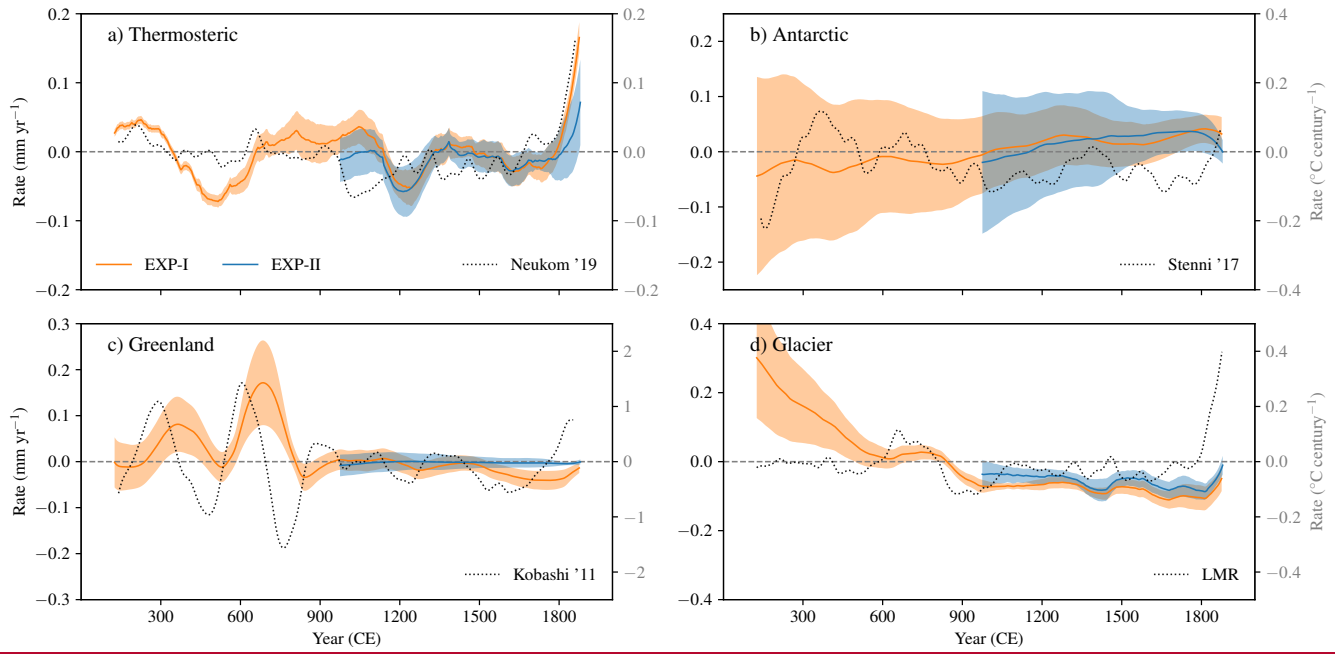 a) Thermosteric
0.2
0.1
0.0
−0.1
−0.2
Rate (mm yr−1)
0.2
0.1
0.0
−0.1
−0.2
EXP-I
EXP-II
Neukom ’19
b) Antarctic
0.2
0.1
0.0
−0.1
−0.2
0.4
0.2
0.0
−0.2
−0.4
Rate (°C century−1)
Stenni ’17
c) Greenland
0.3
0.2
0.1
0.0
−0.1
−0.2
−0.3
Rate (mm yr−1)
2
1
0
−1
−2
Kobashi ’11
300 600 900 1200 1500 1800
Year (CE)
d) Glacier
0.4
0.2
0.0
−0.2
−0.4
0.4
0.2
0.0
−0.2
−0.4
Rate (°C century−1)
LMR
300 600 900 1200 1500 1800
Year (CE)